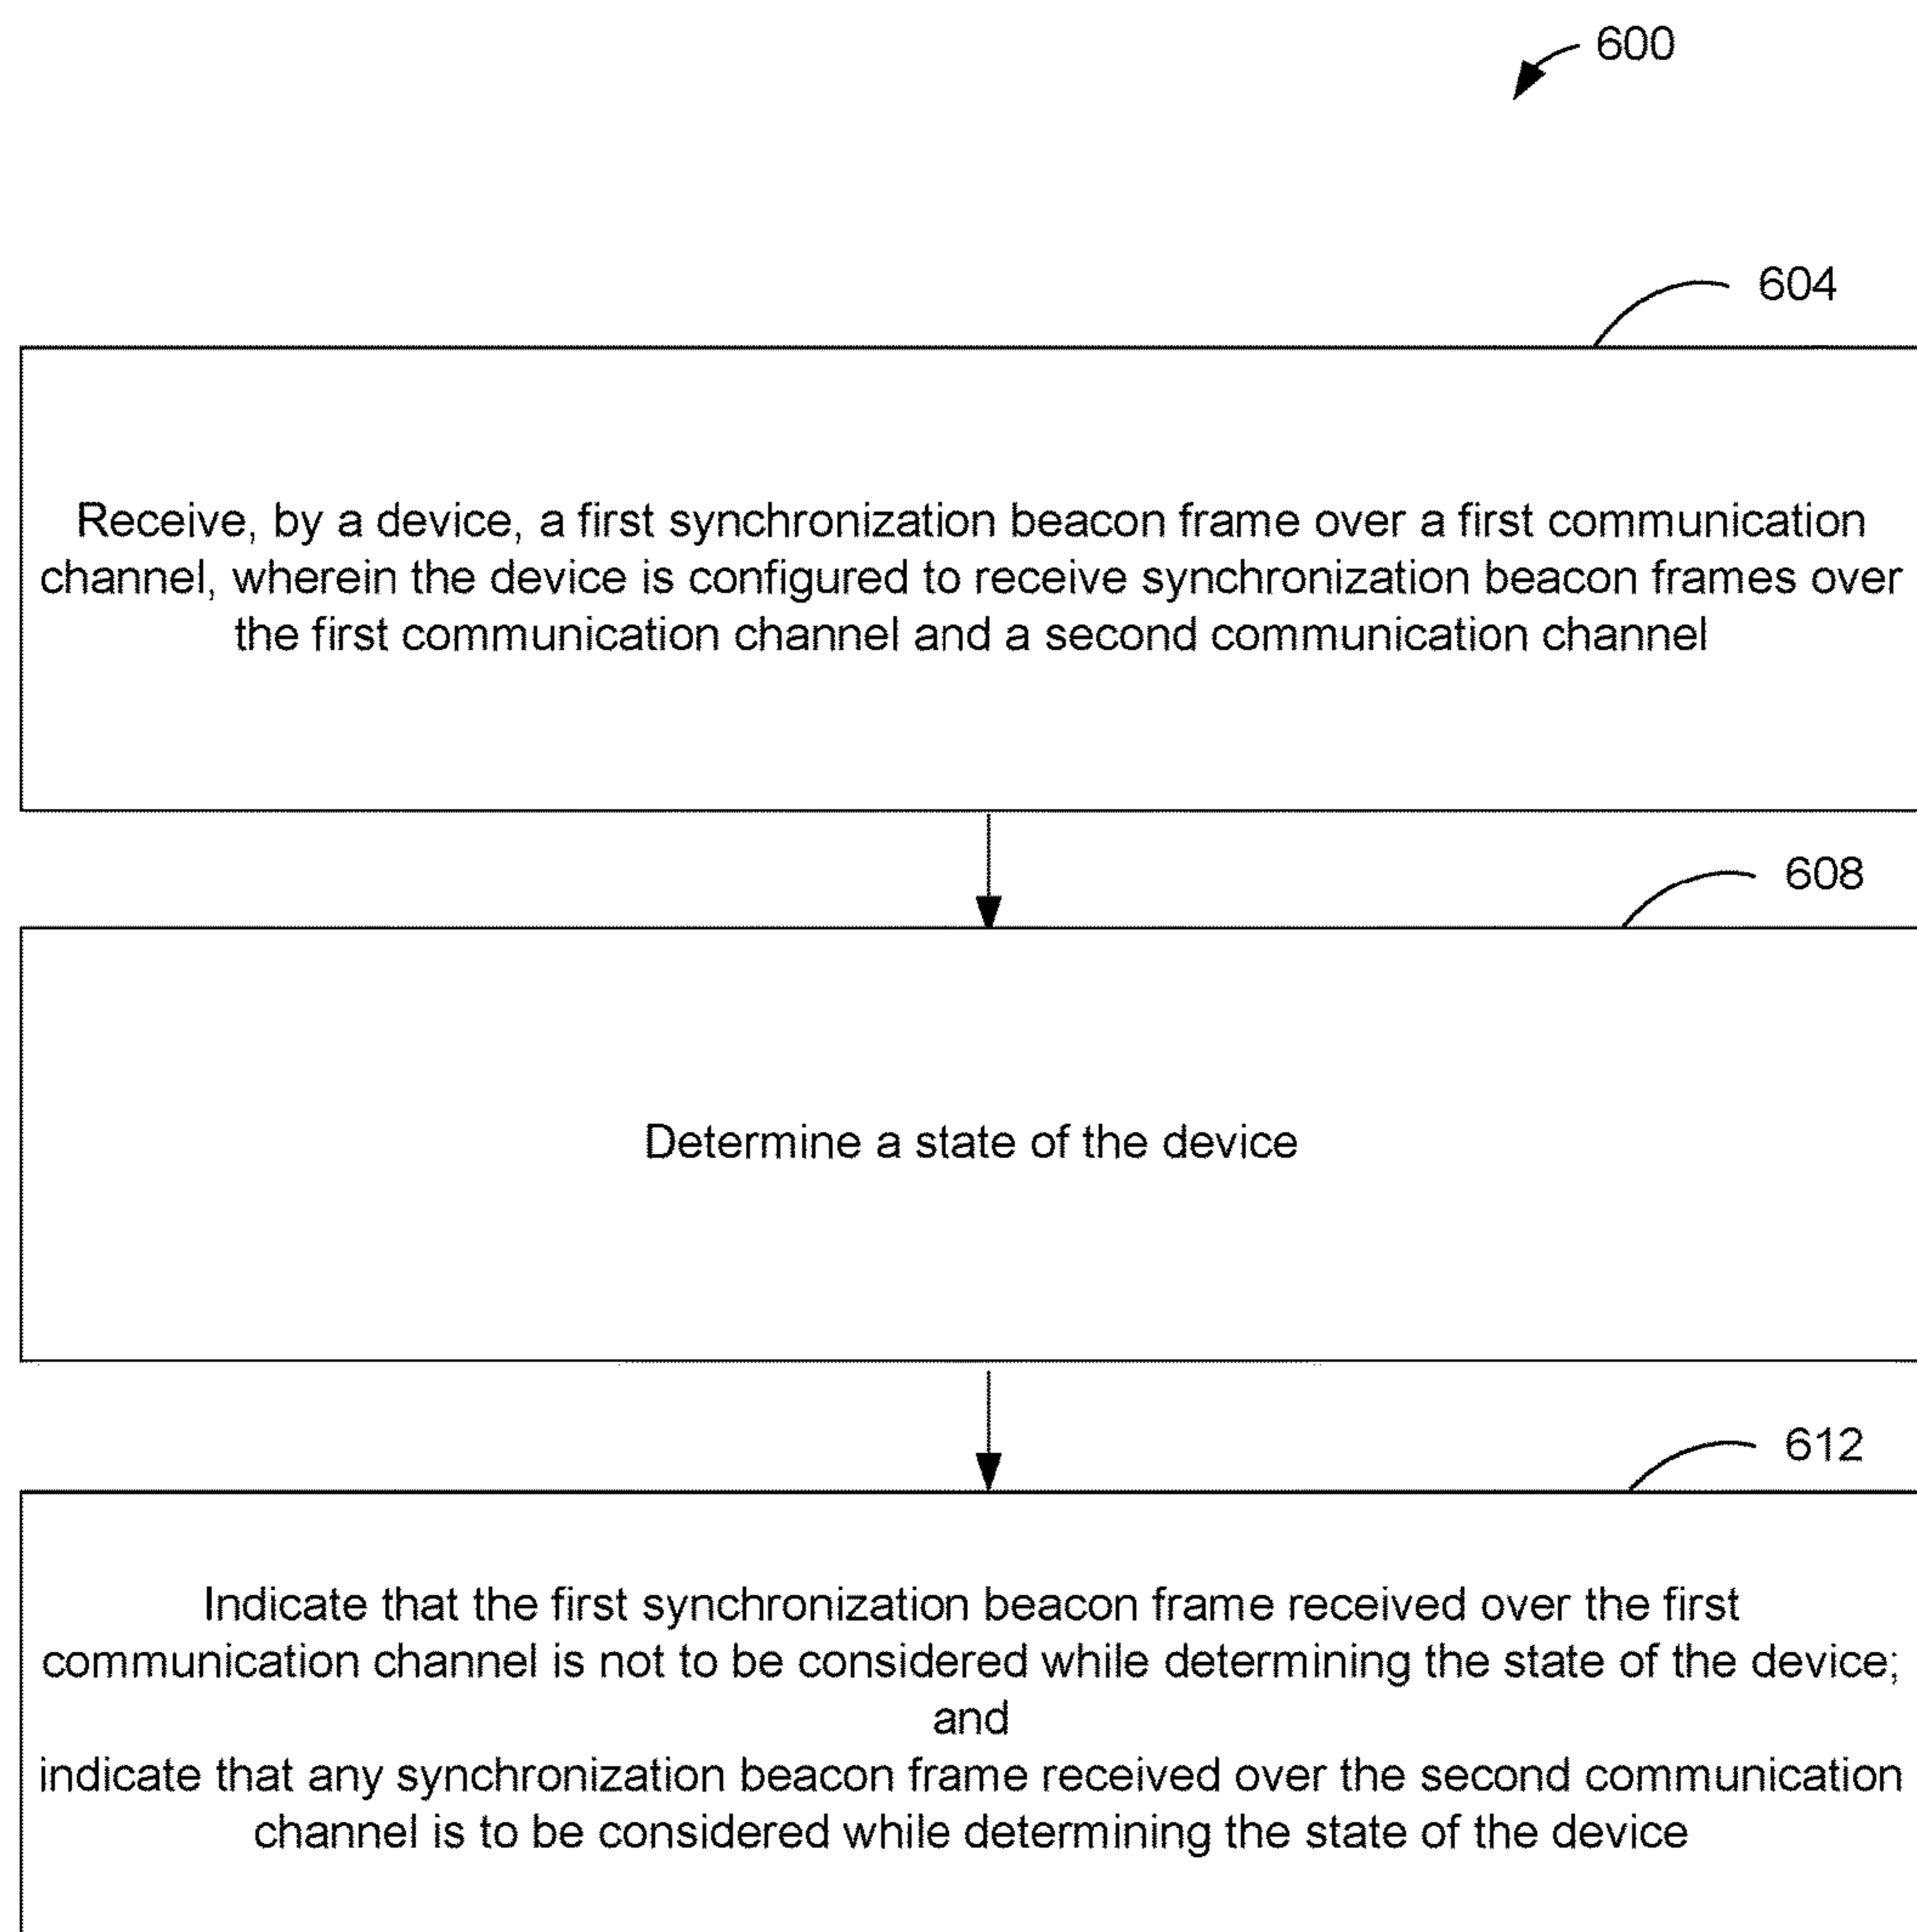 600
604
Receive, by a device, a first synchronization beacon frame over a first communication
channel, wherein the device is configured to receive synchronization beacon frames over
the first communication channel and a second communication channel
608
Determine a state of the device
612
Indicate that the first synchronization beacon frame received over the first
communication channel is not to be considered while determining the state of the device;
and
indicate that any synchronization beacon frame received over the second communication
channel is to be considered while determining the state of the device